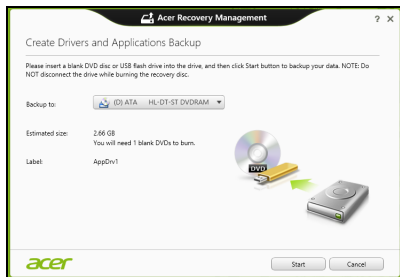 Acer Recovery Management
? ×
Create Drivers and Applications Backup
Please insert a blank DVD disc or USB flash drive into the drive, and then click Start button to backup your data. NOTE: Do
NOT disconnect the drive while burning the recovery disc.
Backup to: (D) ATA HL-DT-ST DVDRAM
Estimated size: 2.66 GB
You will need 1 blank DVDs to burn.
Label: AppDrv1
DVD
acer Start Cancel